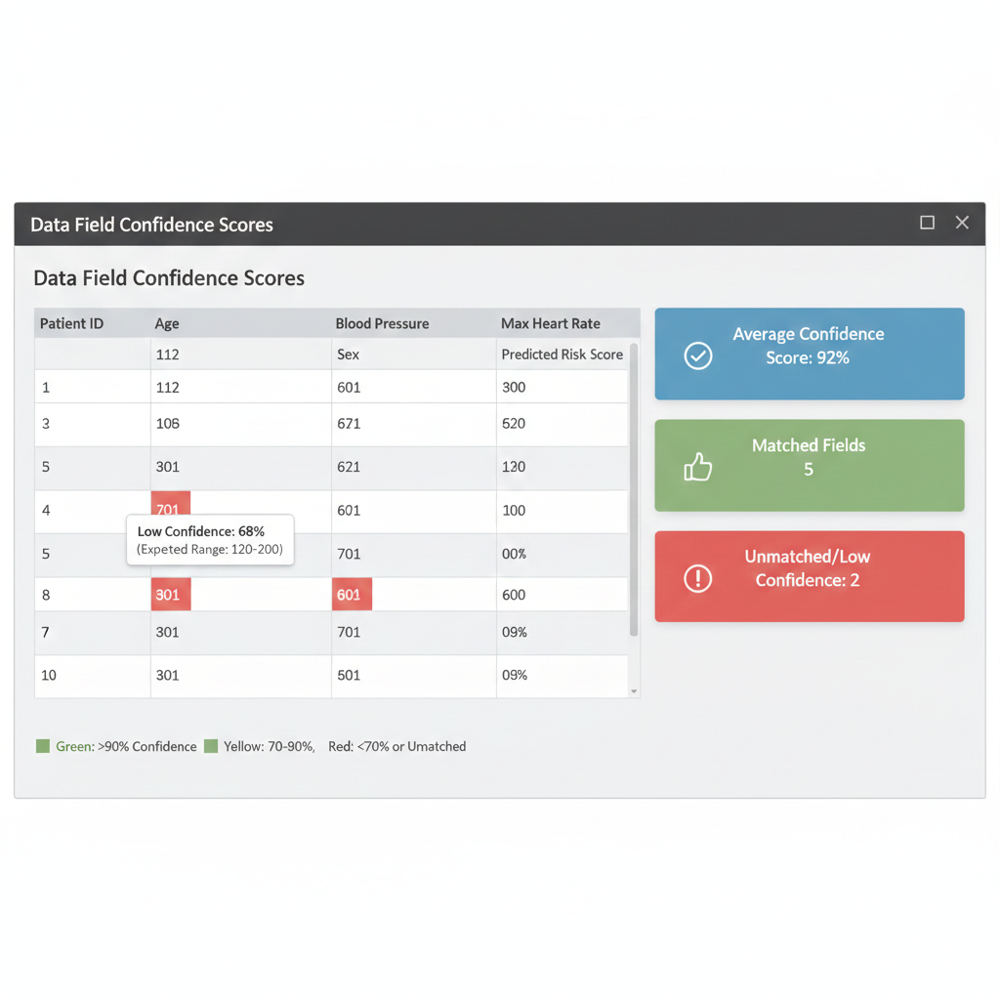 Data Field Confidence Scores
Data Field Confidence Scores
Patient ID Age Blood Pressure Max Heart Rate
112 Sex Predicted Risk Score
1 112 601 300
3 106 671 520
5 301 621 120
4 701 601 100
Low Confidence: 68%
(Expeted Range: 120-200)
5 701 00%
8 301 601 600
7 301 701 09%
10 301 501 09%
Average Confidence
Score: 92%
Matched Fields
5
Unmatched/Low
Confidence: 2
Green: >90% Confidence Yellow: 70-90%, Red: <70% or Umatched